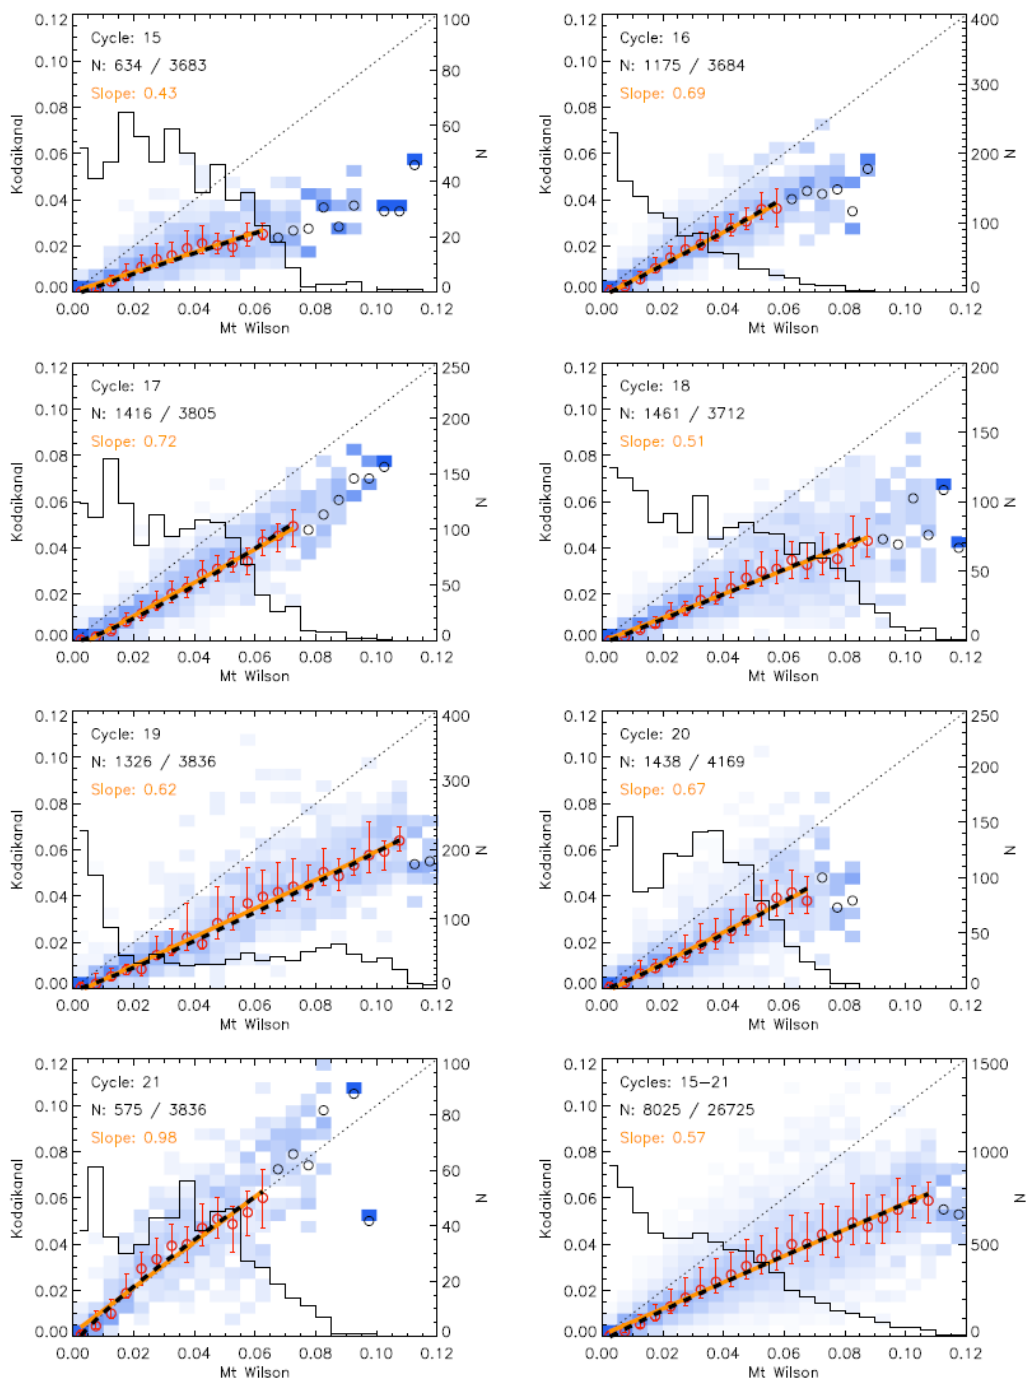 Cycle: 15
N: 634 / 3683
Slope: 0.43
0.12
0.10
0.08
0.06
0.04
0.02
0.00
100
80
60
40
20
0
0.00 0.02 0.04 0.06 0.08 0.10 0.12
Kodaikanal
N
Mt Wilson
Cycle: 16
N: 1175 / 3684
Slope: 0.69
0.12
0.10
0.08
0.06
0.04
0.02
0.00
400
300
200
100
0
0.00 0.02 0.04 0.06 0.08 0.10 0.12
Kodaikanal
N
Mt Wilson
Cycle: 17
N: 1416 / 3805
Slope: 0.72
0.12
0.10
0.08
0.06
0.04
0.02
0.00
250
200
150
100
50
0
0.00 0.02 0.04 0.06 0.08 0.10 0.12
Kodaikanal
N
Mt Wilson
Cycle: 18
N: 1461 / 3712
Slope: 0.51
0.12
0.10
0.08
0.06
0.04
0.02
0.00
200
150
100
50
0
0.00 0.02 0.04 0.06 0.08 0.10 0.12
Kodaikanal
N
Mt Wilson
Cycle: 19
N: 1326 / 3836
Slope: 0.62
0.12
0.10
0.08
0.06
0.04
0.02
0.00
400
300
200
100
0
0.00 0.02 0.04 0.06 0.08 0.10 0.12
Kodaikanal
N
Mt Wilson
Cycle: 20
N: 1438 / 4169
Slope: 0.67
0.12
0.10
0.08
0.06
0.04
0.02
0.00
250
200
150
100
50
0
0.00 0.02 0.04 0.06 0.08 0.10 0.12
Kodaikanal
N
Mt Wilson
Cycle: 21
N: 575 / 3836
Slope: 0.98
0.12
0.10
0.08
0.06
0.04
0.02
0.00
100
80
60
40
20
0
0.00 0.02 0.04 0.06 0.08 0.10 0.12
Kodaikanal
N
Mt Wilson
Cycles: 15–21
N: 8025 / 26725
Slope: 0.57
0.12
0.10
0.08
0.06
0.04
0.02
0.00
1500
1000
500
0
0.00 0.02 0.04 0.06 0.08 0.10 0.12
Kodaikanal
N
Mt Wilson